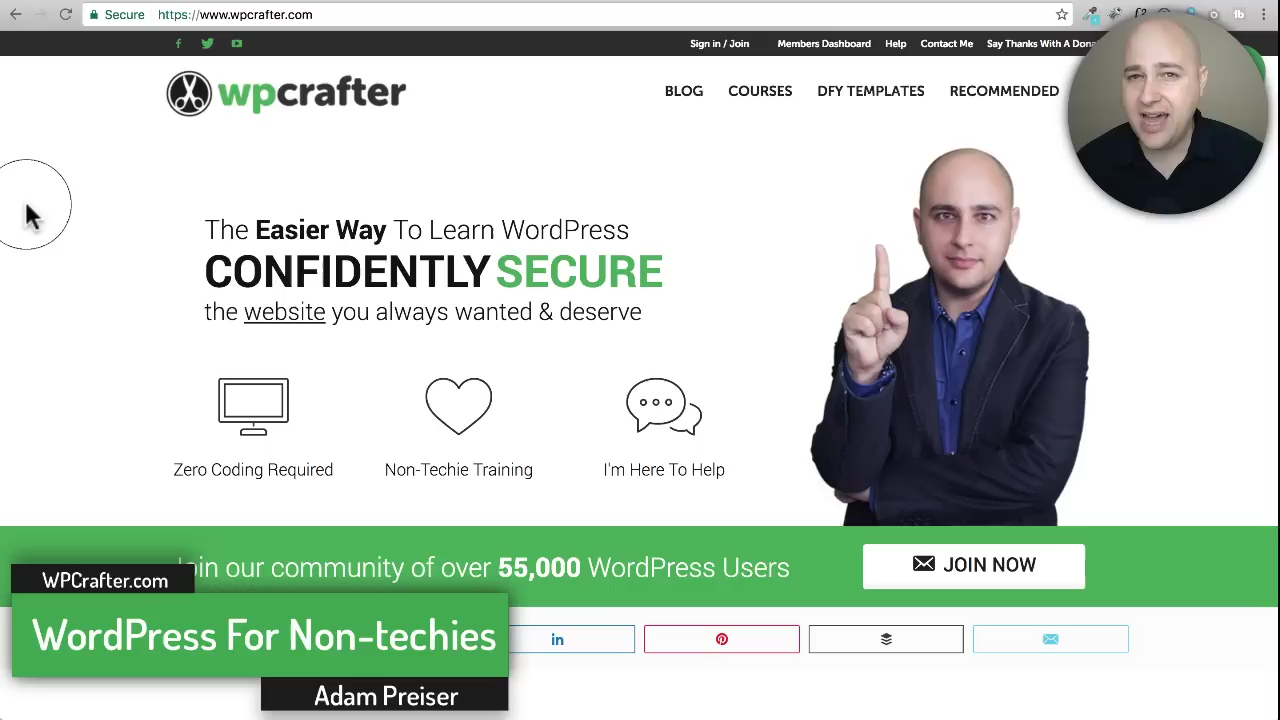 Secure https://www.wpcrafter.com
Sign in / Join Members Dashboard Help Contact Me Say Thanks With A
wpcrafter
BLOG COURSES DFY TEMPLATES RECOMMENDED
The Easier Way To Learn WordPress
CONFIDENTLY SECURE
the website you always wanted & deserve
Zero Coding Required Non-Techie Training I'm Here To Help
Join our community of over 55,000 WordPress Users
JOIN NOW
WPCrafter.com
WordPress For Non-techies
Adam Preiser